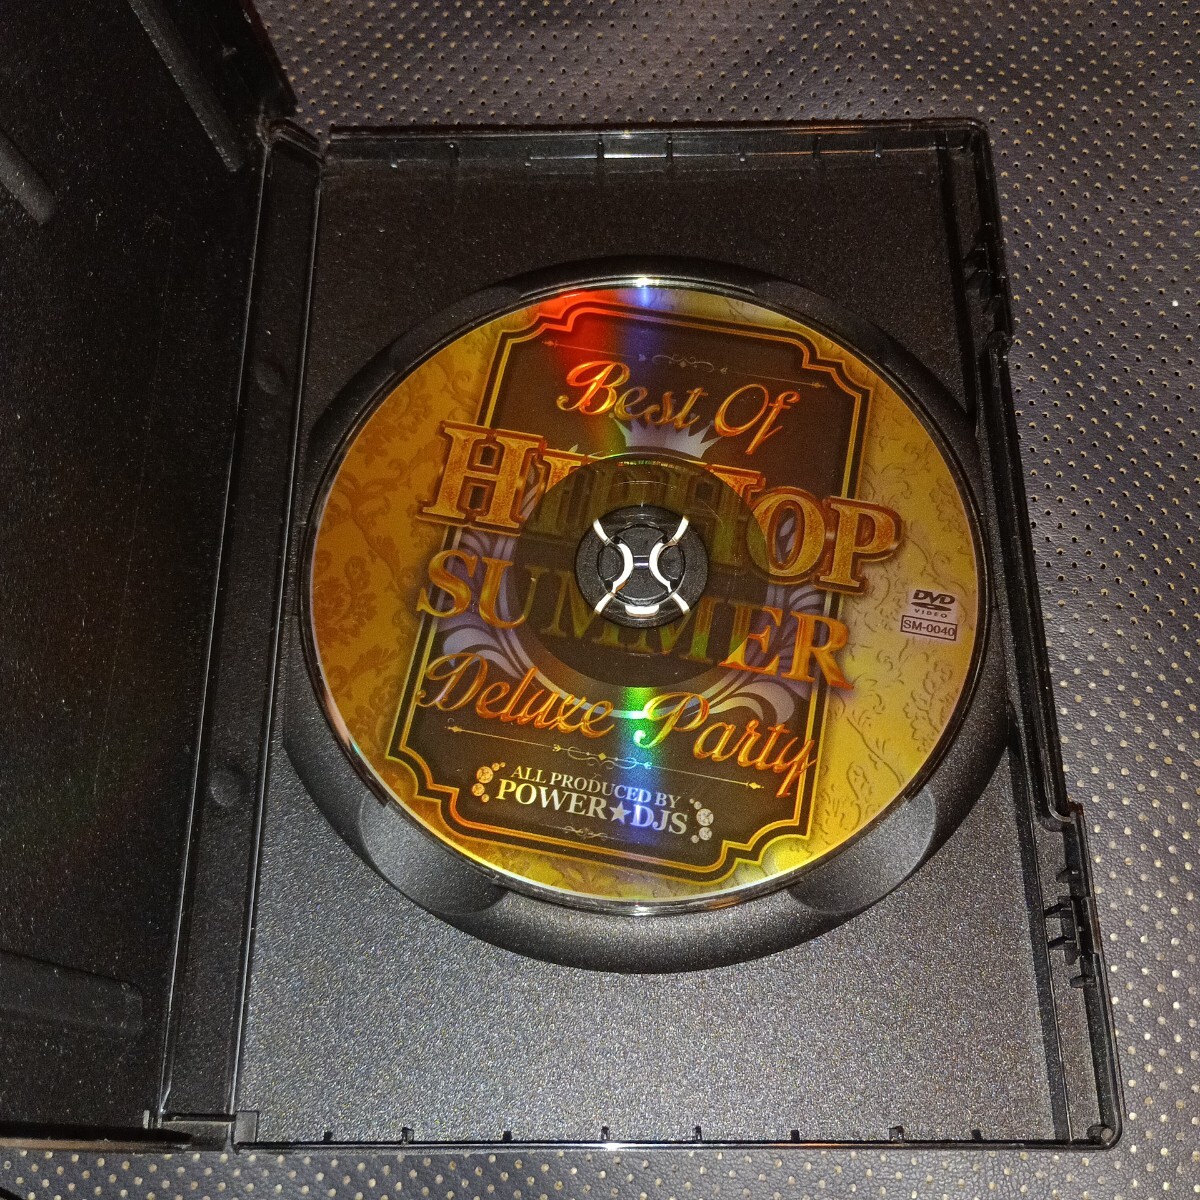 Best Of
HIPHOP
SUMMER
Deluxe Party
DVD
VIDEO
SM-0040
ALL PRODUCED BY
POWER★DJS